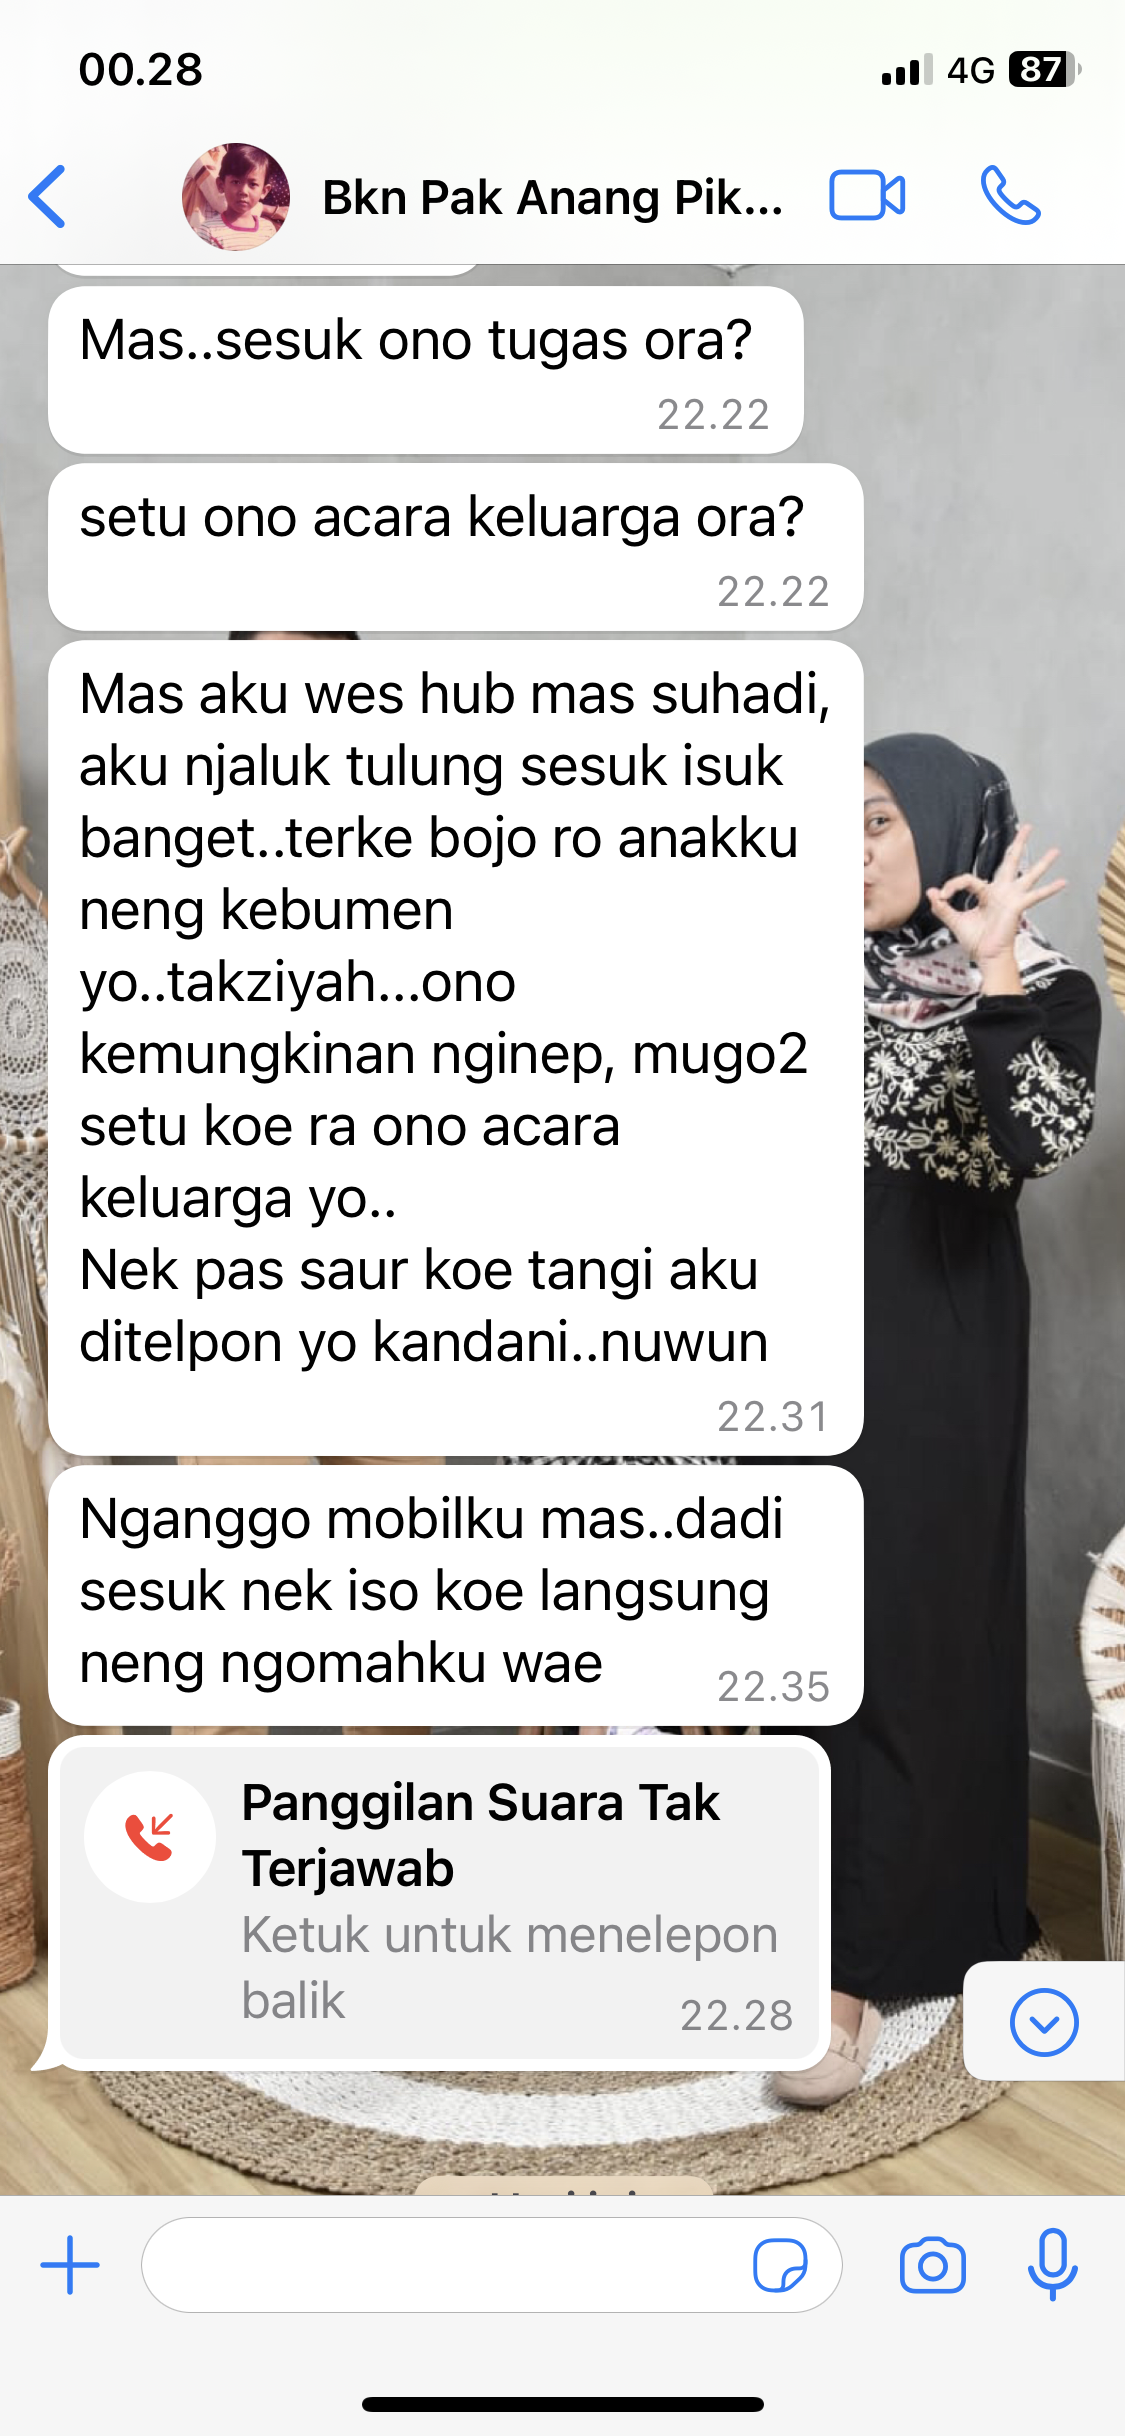 00.28
4G 87
Bkn Pak Anang Pik...
Mas..sesuk ono tugas ora?
22.22
setu ono acara keluarga ora?
22.22
Mas aku wes hub mas suhadi,
aku njaluk tulung sesuk isuk
banget..terke bojo ro anakku
neng kebumen
yo..takziyah...ono
kemungkinan nginep, mugo2
setu koe ra ono acara
keluarga yo..
Nek pas saur koe tangi aku
ditelpon yo kandani..nuwun
22.31
Nganggo mobilku mas..dadi
sesuk nek iso koe langsung
neng ngomahku wae
22.35
Panggilan Suara Tak
Terjawab
Ketuk untuk menelepon
balik
22.28